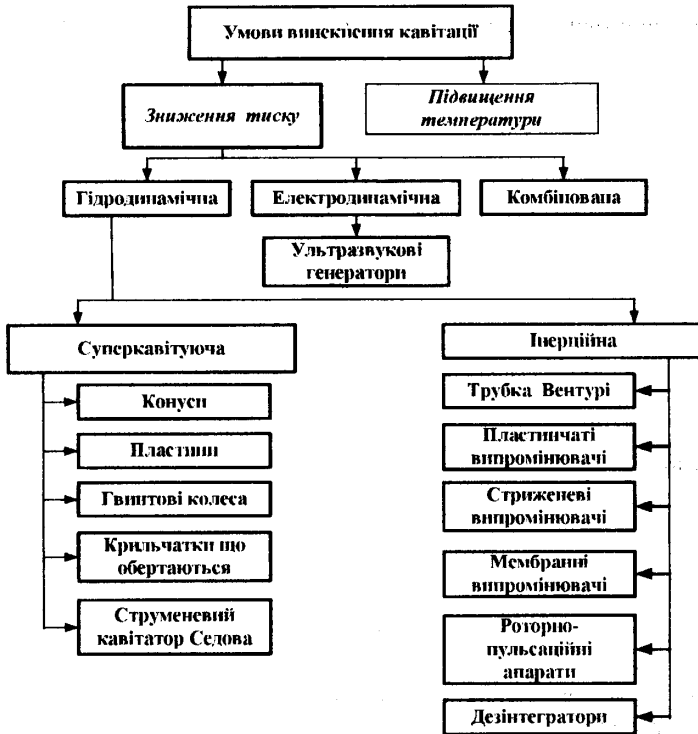 Умови виникнення кавітації
Зниження тиску
Підвищення
температури
Гідродинамічна
Електродинамічна
Комбінована
Ультразвукові
генератори
Суперкавітуюча
Інерційна
Конуси
Пластини
Гвинтові колеса
Крильчатки що
обертаються
Струменевий
кавітатор Седова
Трубка Вентурі
Пластинчаті
випромінювачі
Стриженеві
випромінювачі
Мембранні
випромінювачі
Роторно-
пульсаційні
апарати
Дезінтегратори